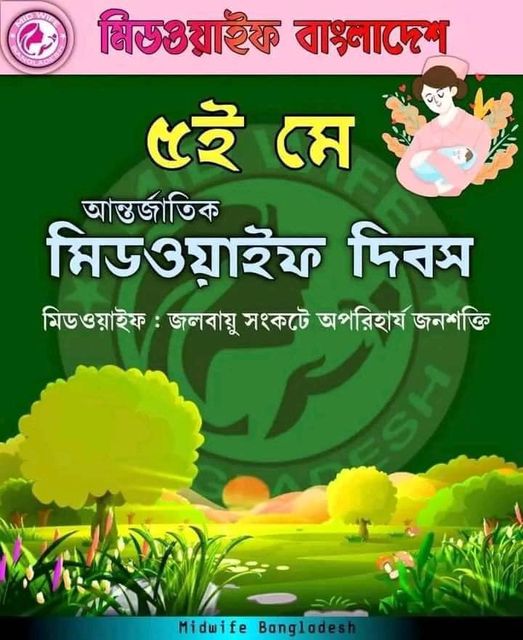 মিডওয়াইফ বাংলাদেশ
৫ই মে
আন্তর্জাতিক
মিডওয়াইফ দিবস
মিডওয়াইফ : জলবায়ু সংকটে অপরিহার্য জনশক্তি
Midwife Bangladesh